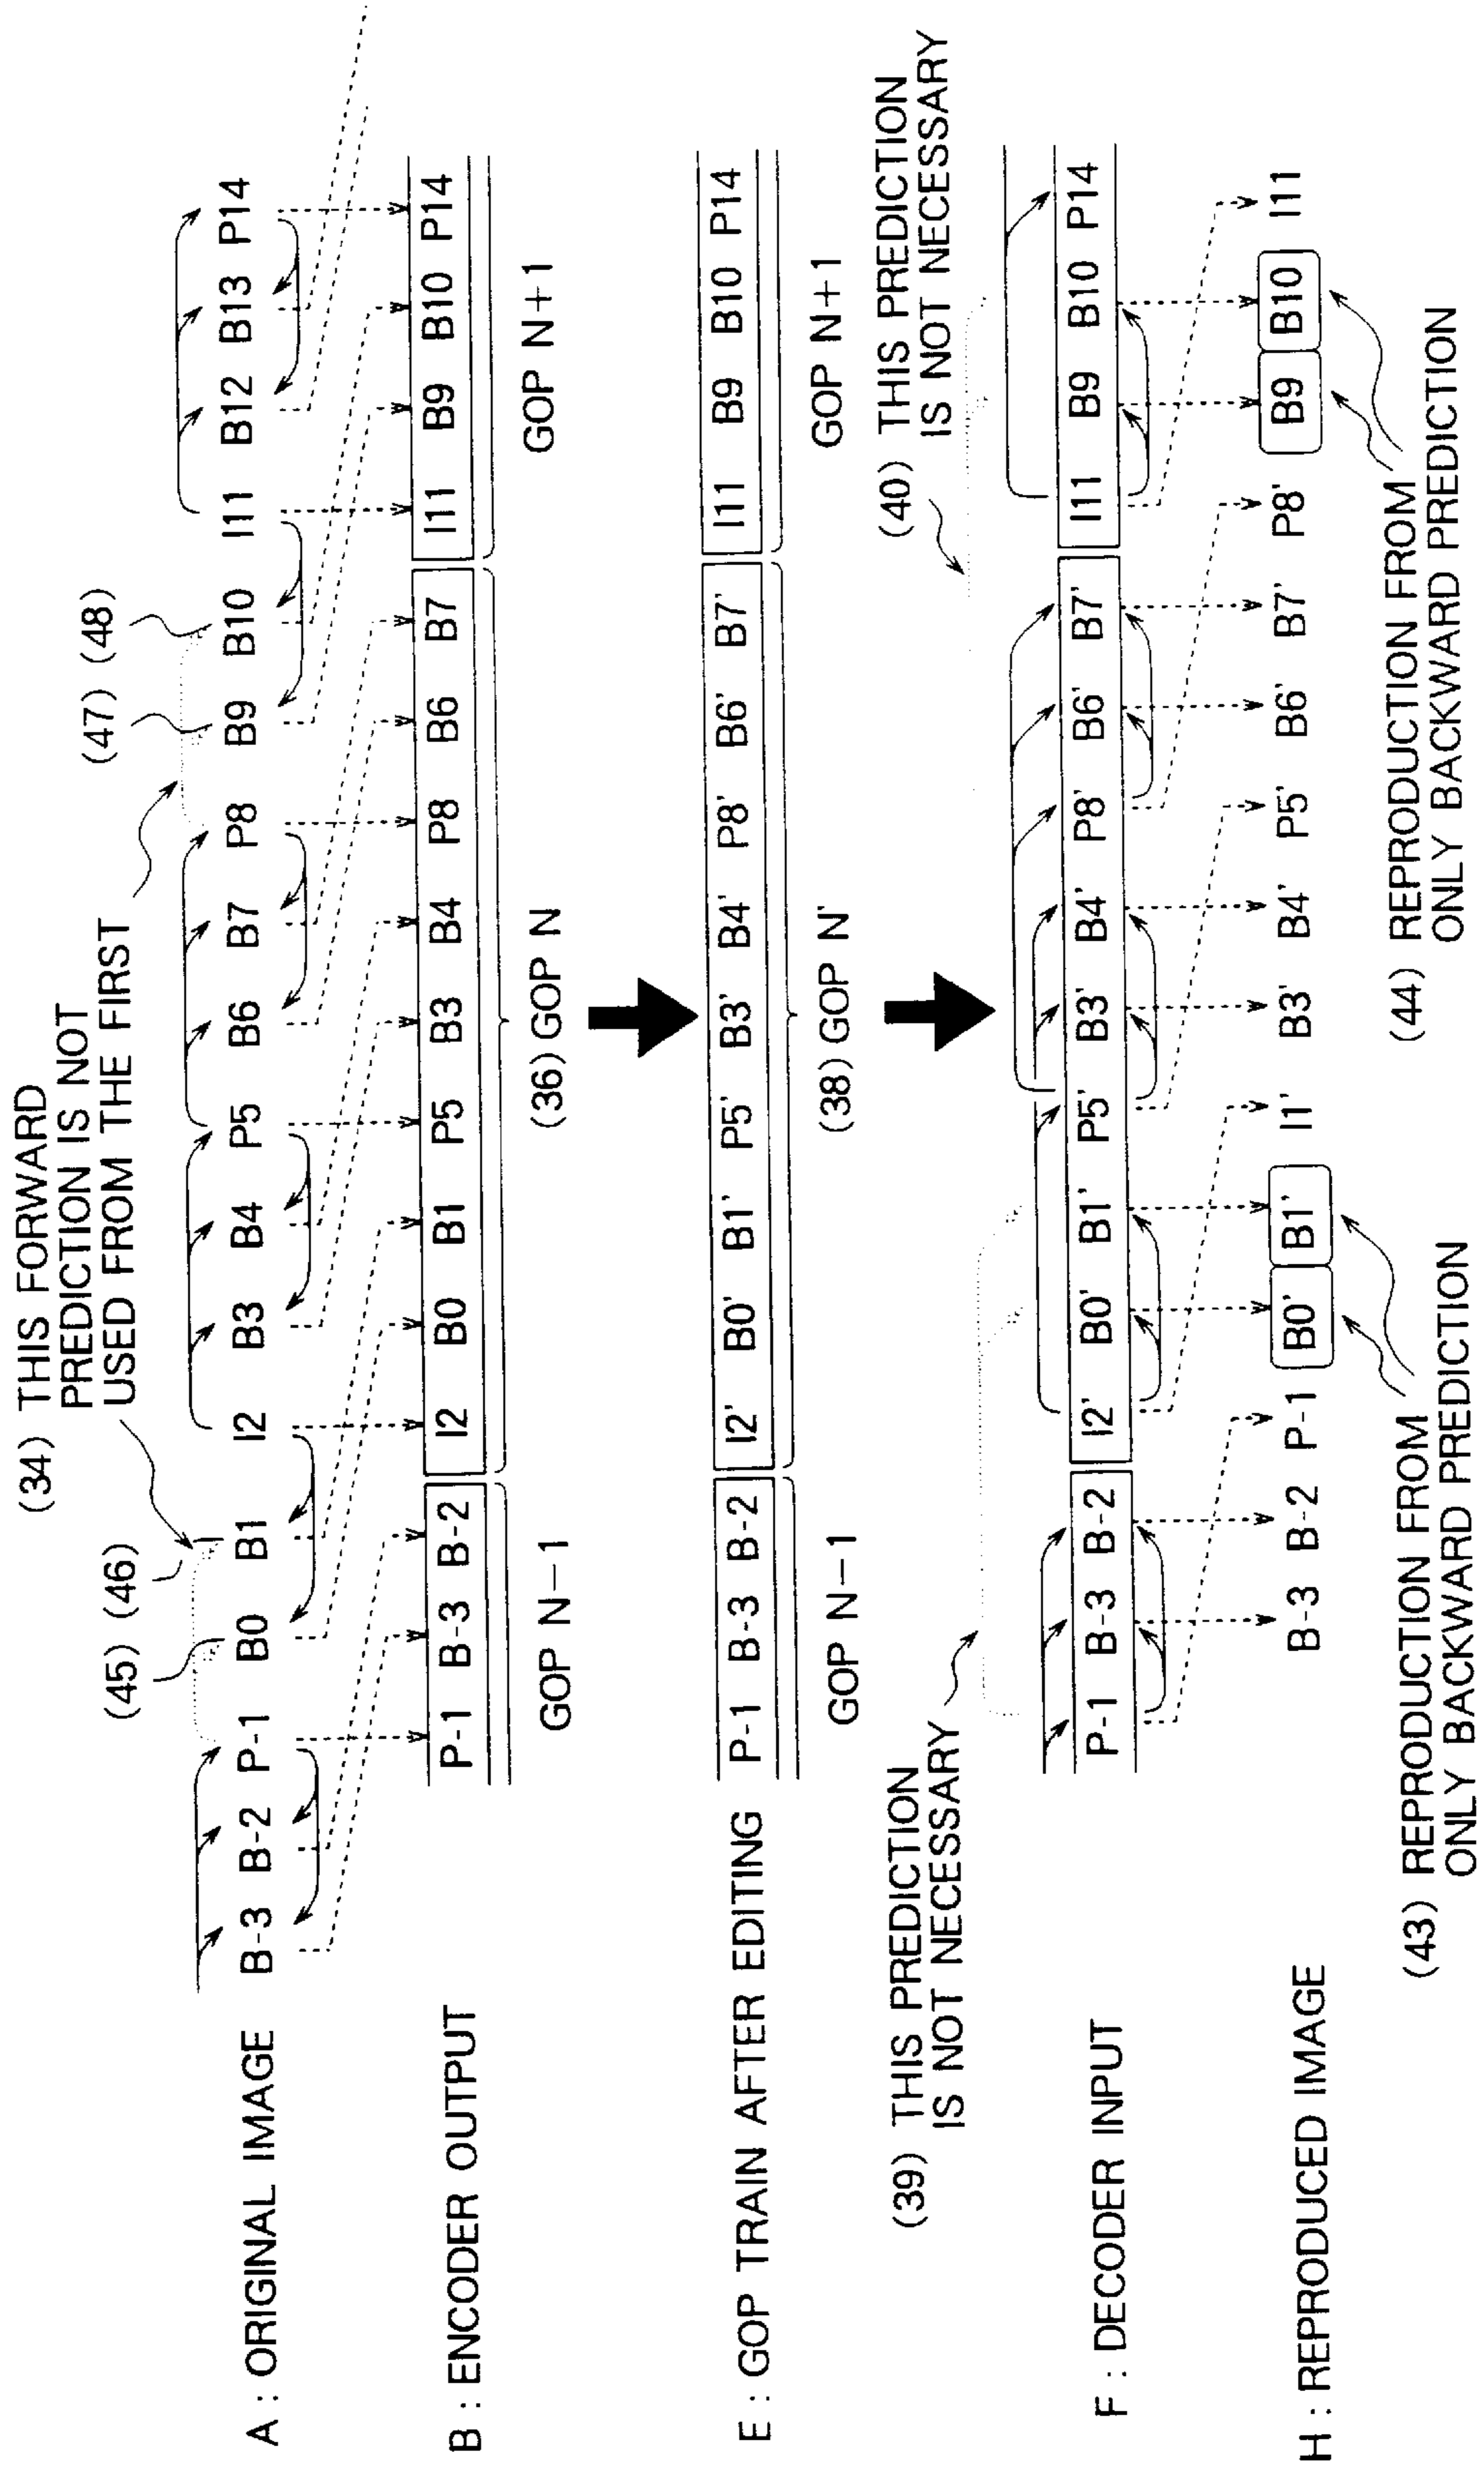 (34) THIS FORWARD
PREDICTION IS NOT
USED FROM THE FIRST
(45) (46)
(47) (48)
A : ORIGINAL IMAGE B-3 B-2 P-1 B0 B1 I2 B3 B4 P5 B6 B7 P8 B9 B10 I11 B12 B13 P14
B : ENCODER OUTPUT P-1 B-3 B-2 I2 B0 B1 P5 B3 B4 P8 B6 B7 I11 B9 B10 P14
GOP N-1 (36) GOP N GOP N+1
E : GOP TRAIN AFTER EDITING P-1 B-3 B-2 I2' B0' B1' P5' B3' B4' P8' B6' B7' I11 B9 B10 P14
GOP N-1 (38) GOP N' GOP N+1
(39) THIS PREDICTION
IS NOT NECESSARY
(40) THIS PREDICTION
IS NOT NECESSARY
F : DECODER INPUT P-1 B-3 B-2 I2' B0' B1' P5' B3' B4' P8' B6' B7' I11 B9 B10 P14
H : REPRODUCED IMAGE B-3 B-2 P-1 B0' B1' I1' B3' B4' P5' B6' B7' P8' B9 B10 I11
(43) REPRODUCTION FROM
ONLY BACKWARD PREDICTION
(44) REPRODUCTION FROM
ONLY BACKWARD PREDICTION